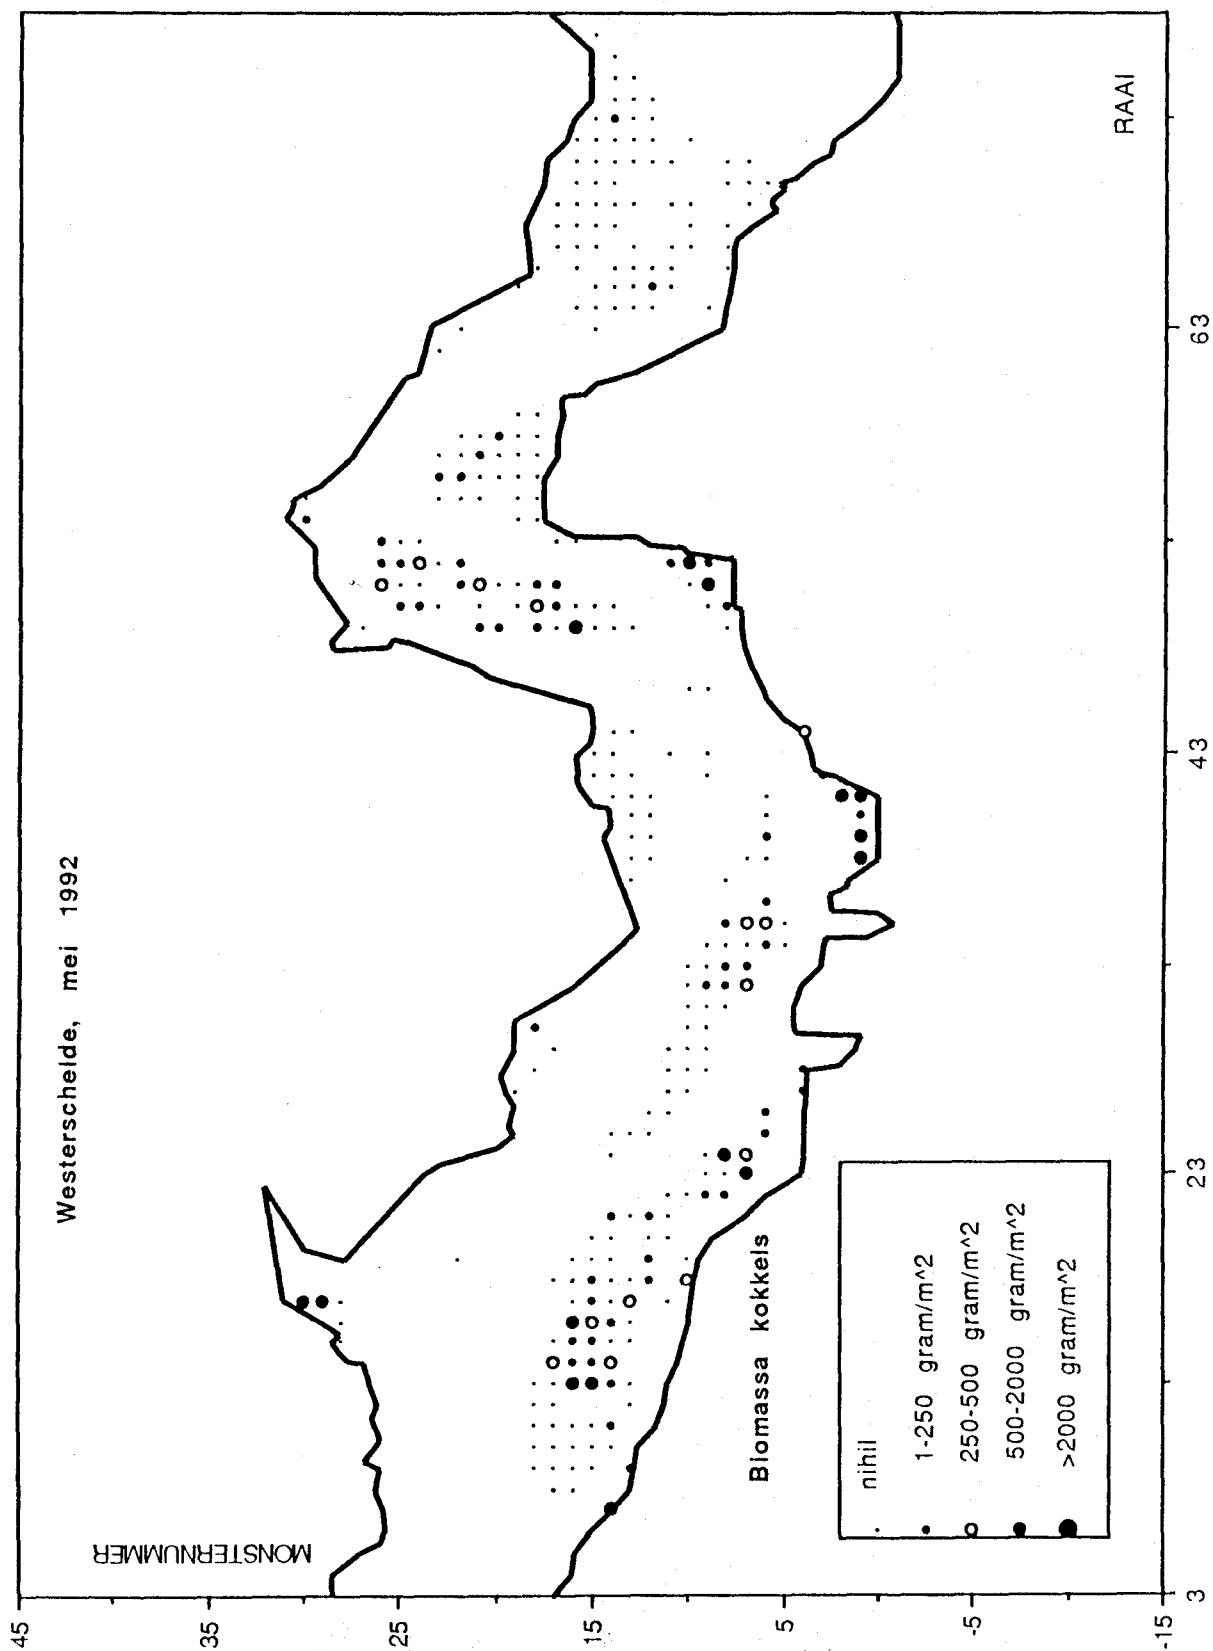 Westerschelde, mei 1992
MONSTERNUMMER
45
35
25
15
5
-5
-15
3
23
43
63
RAAI
Biomassa kokkels
nihil
1-250 gram/m^2
250-500 gram/m^2
500-2000 gram/m^2
>2000 gram/m^2